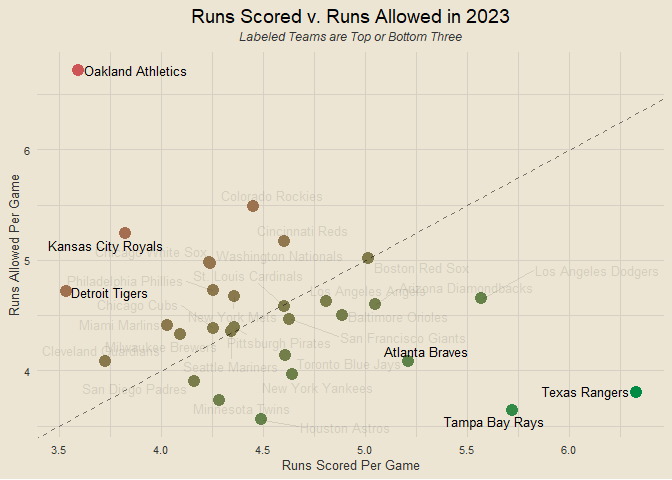 Runs Scored v. Runs Allowed in 2023
Labeled Teams are Top or Bottom Three
Oakland Athletics
6
Colorado Rockies
Cincinnati Reds
Kansas City Royals
Chicago White Sox
Washington Nationals
5
Boston Red Sox
Los Angeles Dodgers
Philadelphia Phillies
St. Louis Cardinals
Detroit Tigers
Los Angeles Angels
Arizona Diamondbacks
Chicago Cubs
New York Mets
Baltimore Orioles
Miami Marlins
San Francisco Giants
Cleveland Guardians
Milwaukee Brewers
Pittsburgh Pirates
Atlanta Braves
4
Seattle Mariners
Toronto Blue Jays
San Diego Padres
New York Yankees
Texas Rangers
Minnesota Twins
Houston Astros
Tampa Bay Rays
3.5
4.0
4.5
5.0
5.5
6.0
Runs Scored Per Game
Runs Allowed Per Game